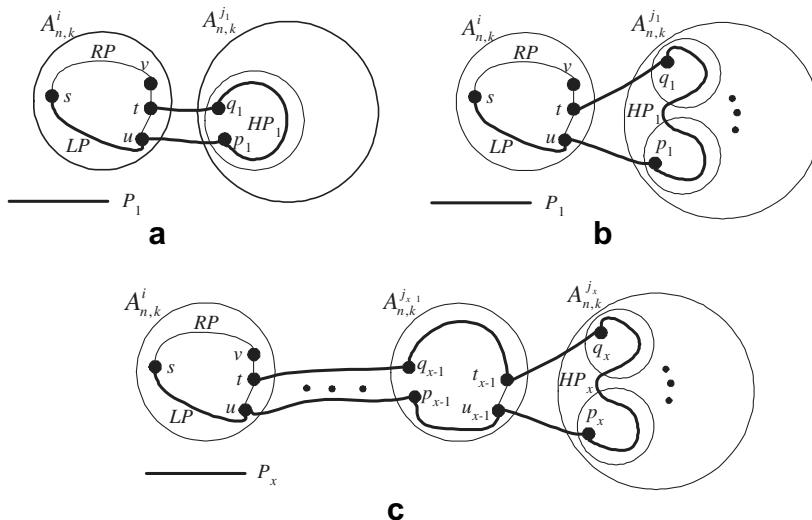 A^i_{n,k} A^{j_1}_{n,k}
RP
v
s
t
q_1
HP_1
LP
u
p_1
P_1
a
A^i_{n,k} A^{j_1}_{n,k}
RP
v
q_1
s
t
HP_1
LP
u
p_1
P_1
b
A^i_{n,k} A^{j_{x-1}}_{n,k} A^{j_x}_{n,k}
RP
v
q_x
s
t
q_{x-1}
t_{x-1}
HP_x
LP
u
p_{x-1}
u_{x-1}
p_x
P_x
c